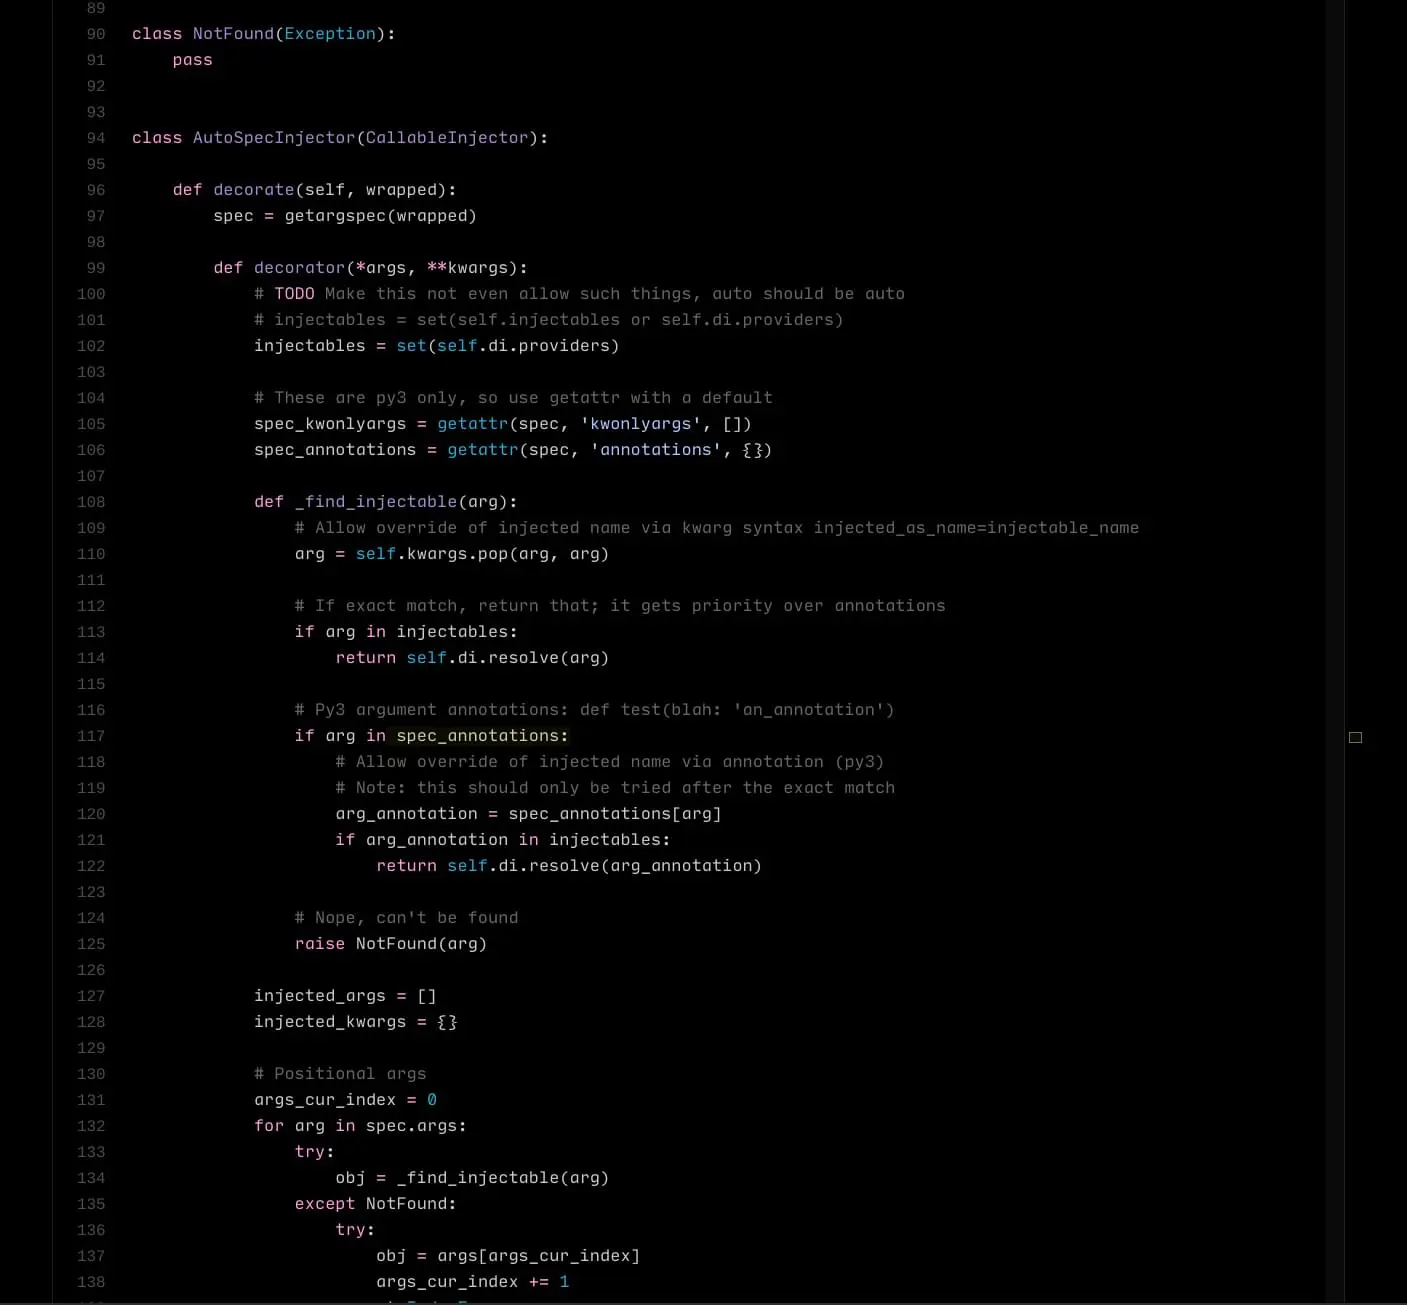 89
90 class NotFound(Exception):
91     pass
92
93
94 class AutoSpecInjector(CallableInjector):
95
96     def decorate(self, wrapped):
97         spec = getargspec(wrapped)
98
99         def decorator(*args, **kwargs):
100             # TODO Make this not even allow such things, auto should be auto
101             # injectables = set(self.injectables or self.di.providers)
102             injectables = set(self.di.providers)
103
104             # These are py3 only, so use getattr with a default
105             spec_kwonlyargs = getattr(spec, 'kwonlyargs', [])
106             spec_annotations = getattr(spec, 'annotations', {})
107
108             def _find_injectable(arg):
109                 # Allow override of injected name via kwarg syntax injected_as_name=injectable_name
110                 arg = self.kwargs.pop(arg, arg)
111
112                 # If exact match, return that; it gets priority over annotations
113                 if arg in injectables:
114                     return self.di.resolve(arg)
115
116                 # Py3 argument annotations: def test(blah: 'an_annotation')
117                 if arg in spec_annotations:
118                     # Allow override of injected name via annotation (py3)
119                     # Note: this should only be tried after the exact match
120                     arg_annotation = spec_annotations[arg]
121                     if arg_annotation in injectables:
122                         return self.di.resolve(arg_annotation)
123
124                 # Nope, can't be found
125                 raise NotFound(arg)
126
127             injected_args = []
128             injected_kwargs = {}
129
130             # Positional args
131             args_cur_index = 0
132             for arg in spec.args:
133                 try:
134                     obj = _find_injectable(arg)
135                 except NotFound:
136                     try:
137                         obj = args[args_cur_index]
138                         args_cur_index += 1